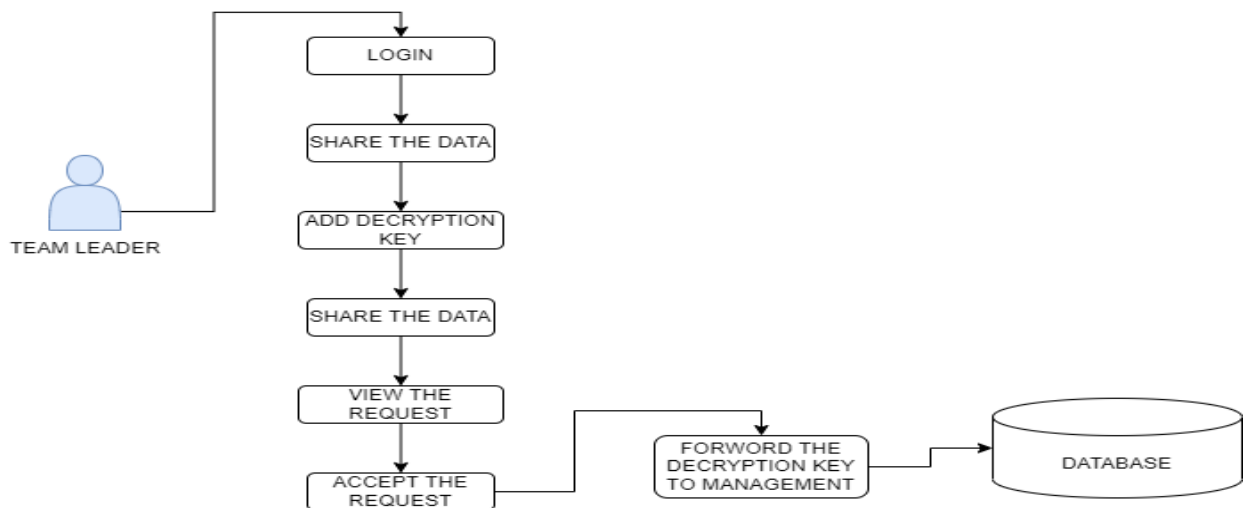 LOGIN
SHARE THE DATA
TEAM LEADER
ADD DECRYPTION
KEY
SHARE THE DATA
VIEW THE
REQUEST
ACCEPT THE
REQUEST
FORWORD THE
DECRYPTION KEY
TO MANAGEMENT
DATABASE